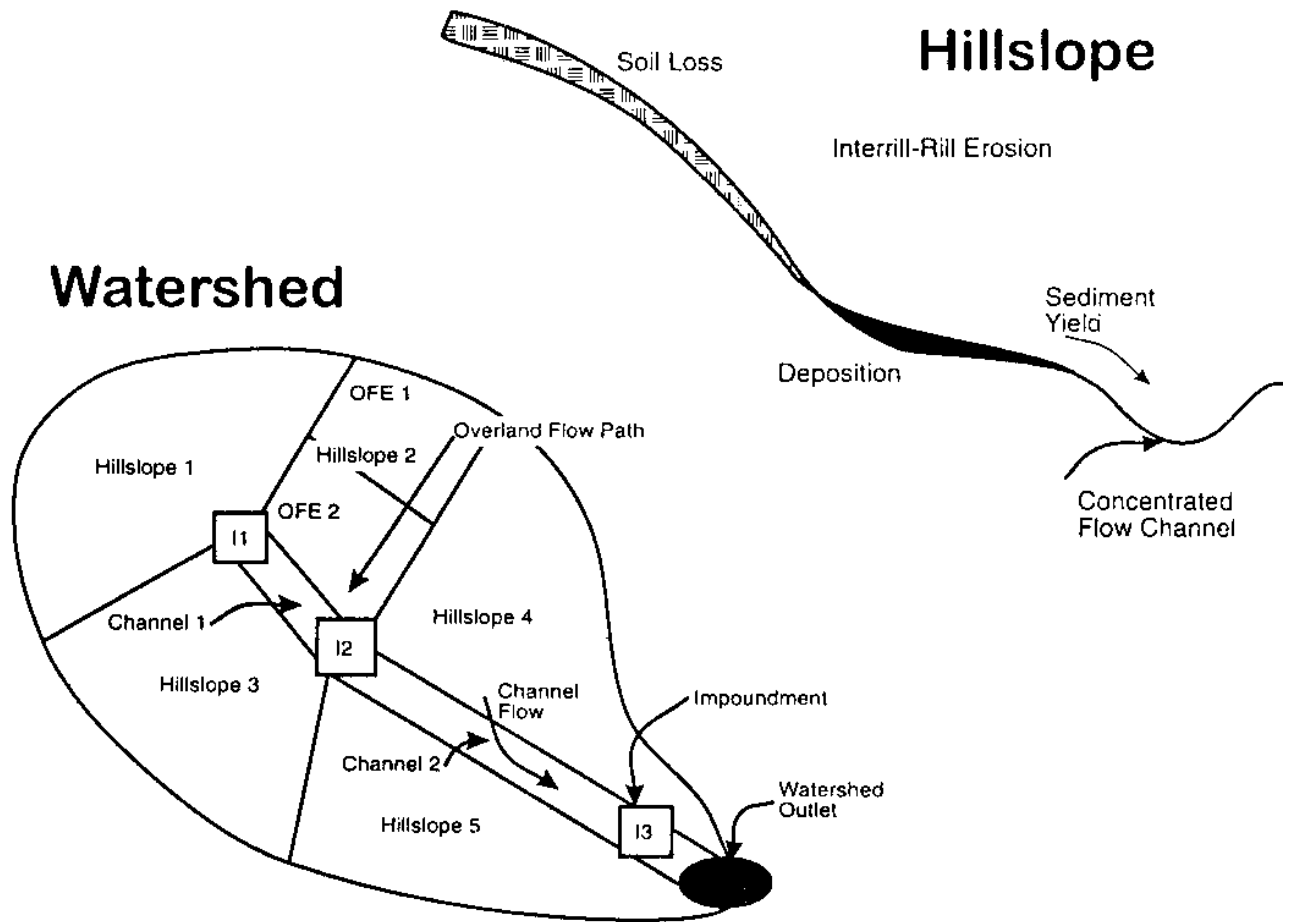 Hillslope
Soil Loss
Interrill-Rill Erosion
Sediment
Yield
Deposition
Concentrated
Flow Channel
Watershed
OFE 1
Overland Flow Path
Hillslope 1
Hillslope 2
OFE 2
I1
Channel 1
I2
Hillslope 4
Hillslope 3
Channel
Flow
Impoundment
Channel 2
Watershed
Outlet
Hillslope 5
I3